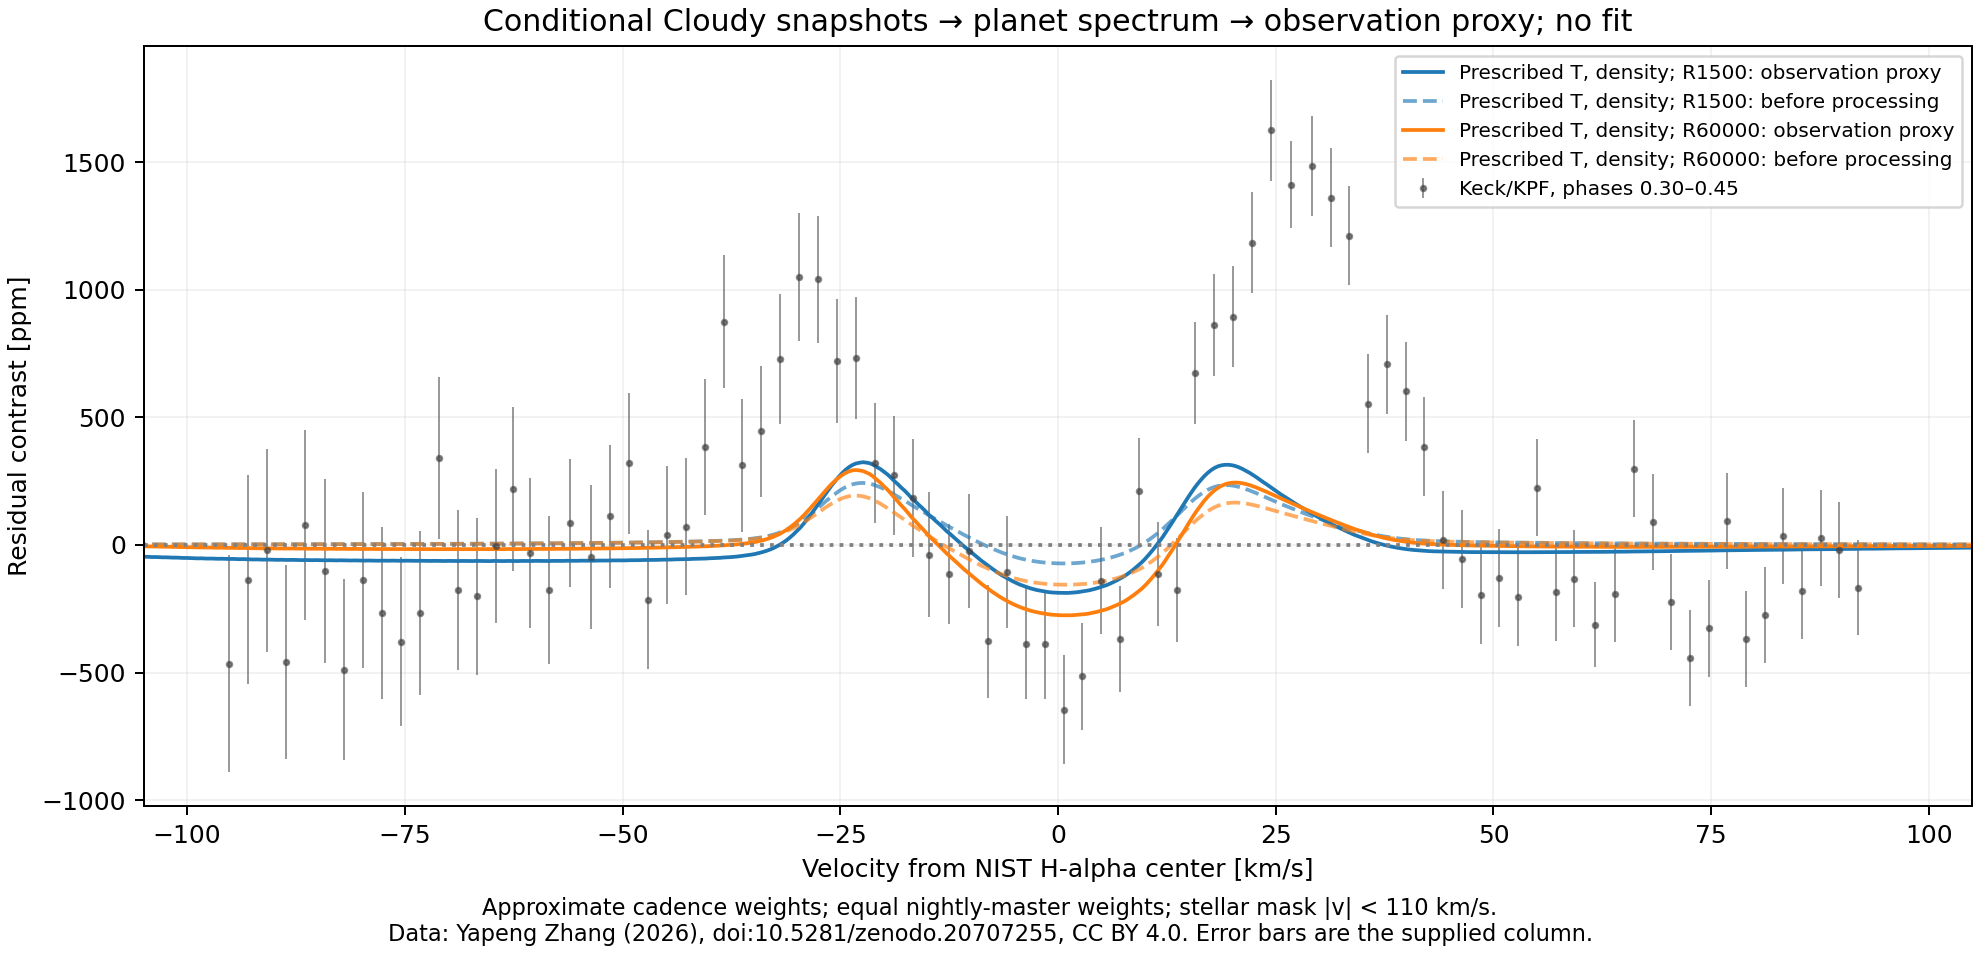 Conditional Cloudy snapshots → planet spectrum → observation proxy; no fit
Prescribed T, density; R1500: observation proxy
Prescribed T, density; R1500: before processing
Prescribed T, density; R60000: observation proxy
Prescribed T, density; R60000: before processing
Keck/KPF, phases 0.30–0.45
Residual contrast [ppm]
1500
1000
500
0
−500
−1000
−100
−75
−50
−25
0
25
50
75
100
Velocity from NIST H-alpha center [km/s]
Approximate cadence weights; equal nightly-master weights; stellar mask |v| < 110 km/s.
Data: Yapeng Zhang (2026), doi:10.5281/zenodo.20707255, CC BY 4.0. Error bars are the supplied column.